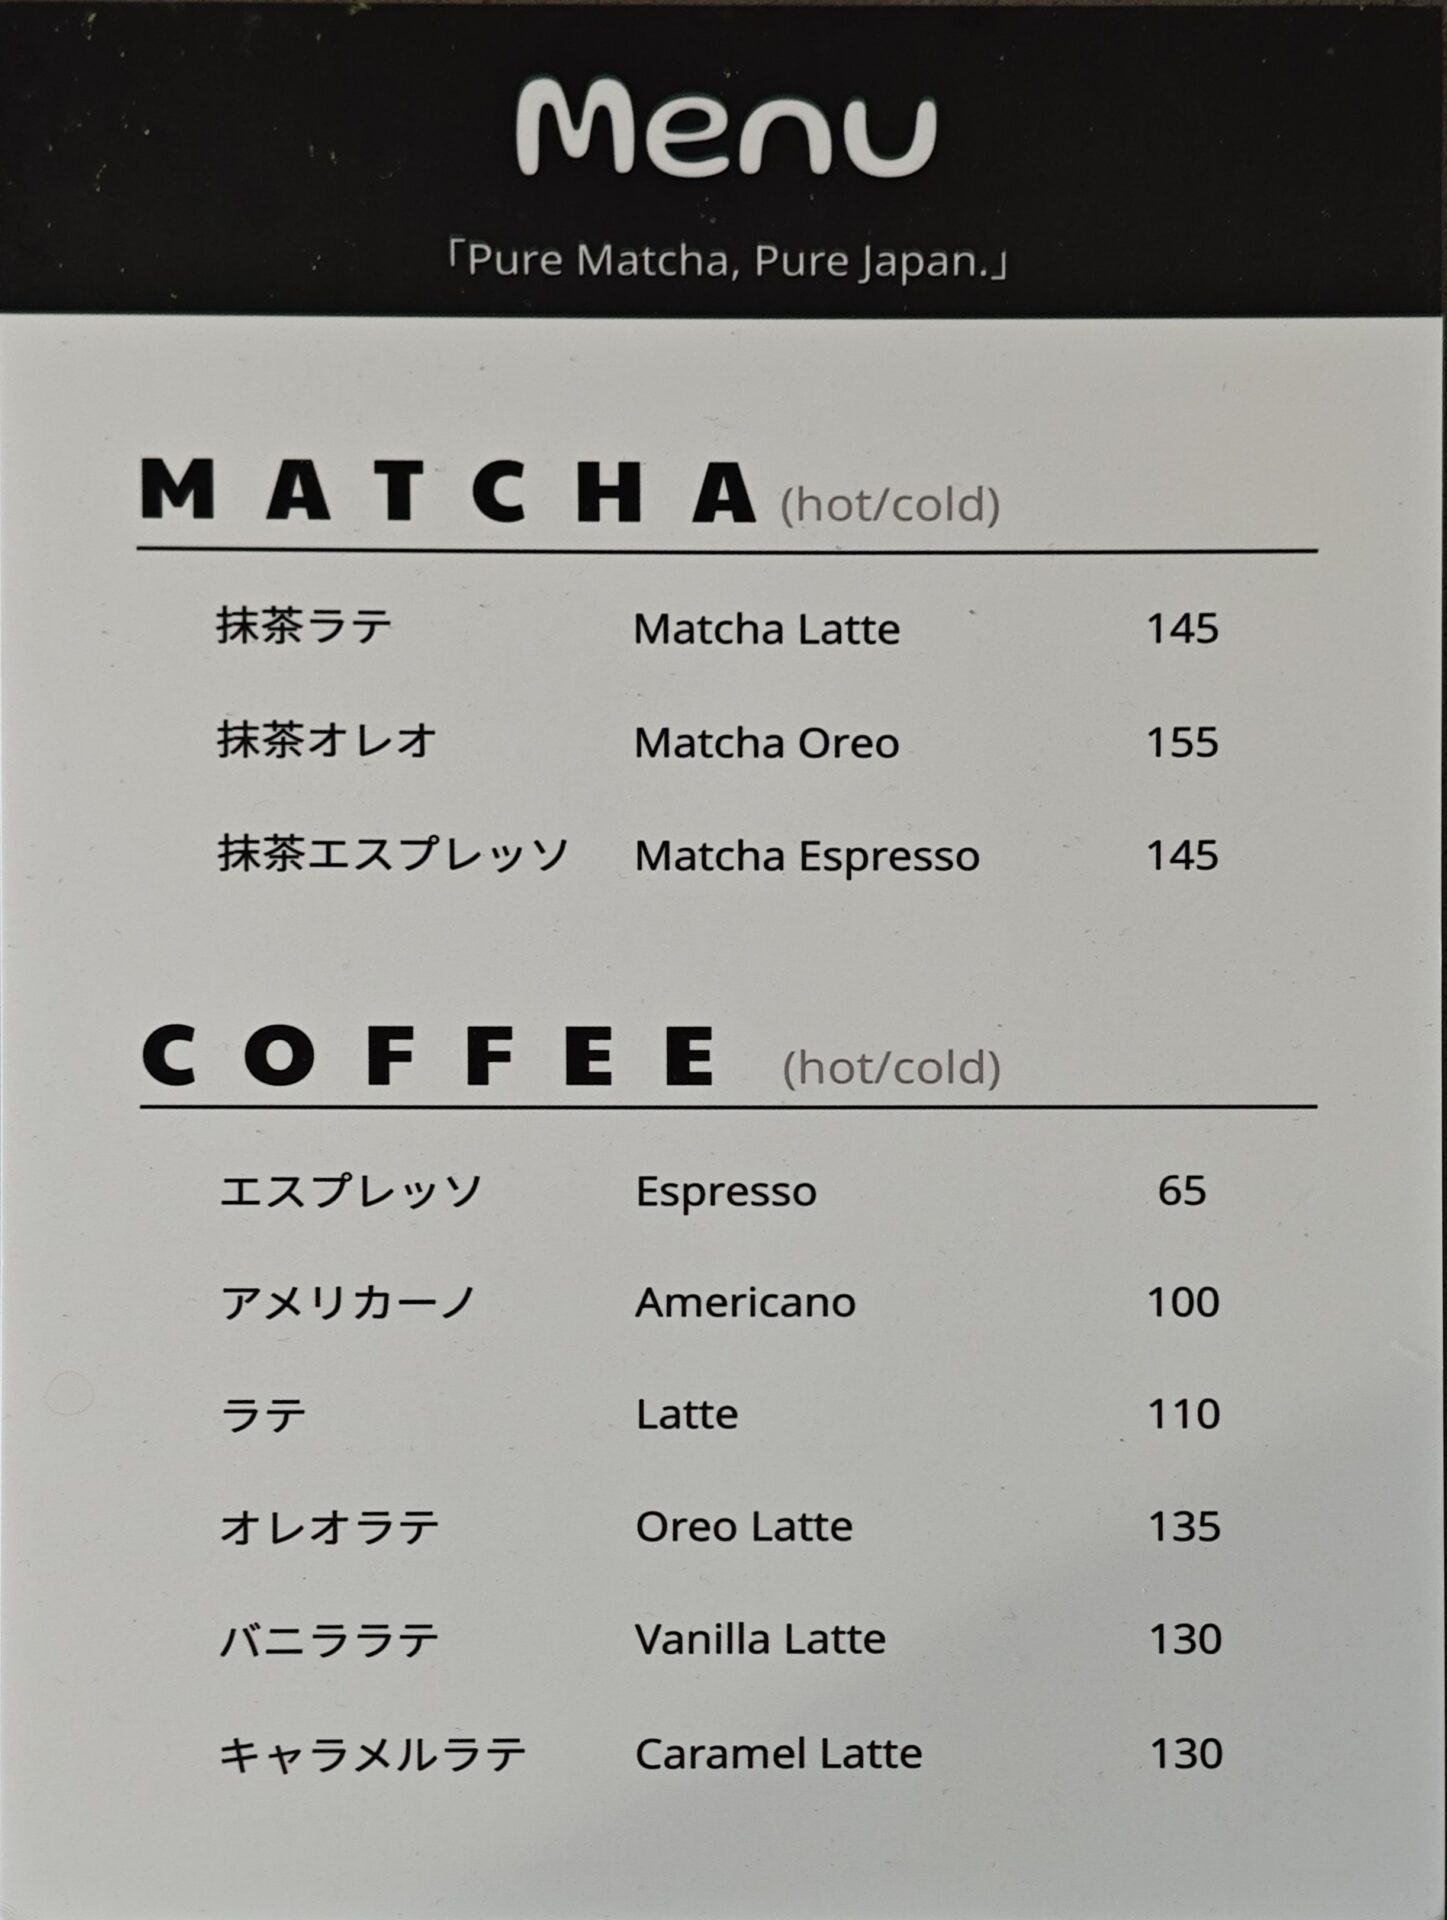 Menu
「Pure Matcha, Pure Japan.」
MATCHA (hot/cold)
抹茶ラテ Matcha Latte 145
抹茶オレオ Matcha Oreo 155
抹茶エスプレッソ Matcha Espresso 145
COFFEE (hot/cold)
エスプレッソ Espresso 65
アメリカーノ Americano 100
ラテ Latte 110
オレオラテ Oreo Latte 135
バニララテ Vanilla Latte 130
キャラメルラテ Caramel Latte 130